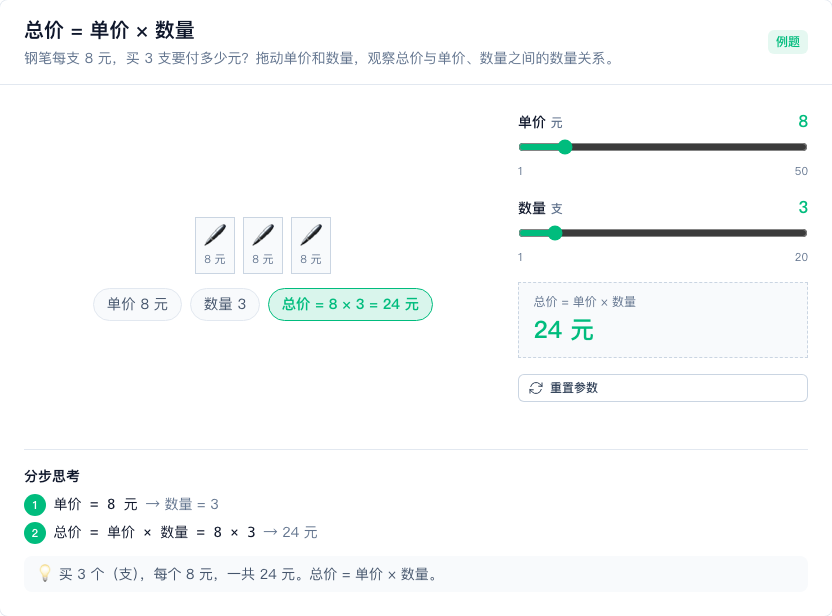 总价 = 单价 × 数量
钢笔每支 8 元，买 3 支要付多少元？拖动单价和数量，观察总价与单价、数量之间的数量关系。
例题
8 元
8 元
8 元
单价 8 元
数量 3
总价 = 8 × 3 = 24 元
单价 元
8
1
50
数量 支
3
1
20
总价 = 单价 × 数量
24 元
重置参数
分步思考
1 单价 = 8 元 → 数量 = 3
2 总价 = 单价 × 数量 = 8 × 3 → 24 元
买 3 个（支），每个 8 元，一共 24 元。总价 = 单价 × 数量。